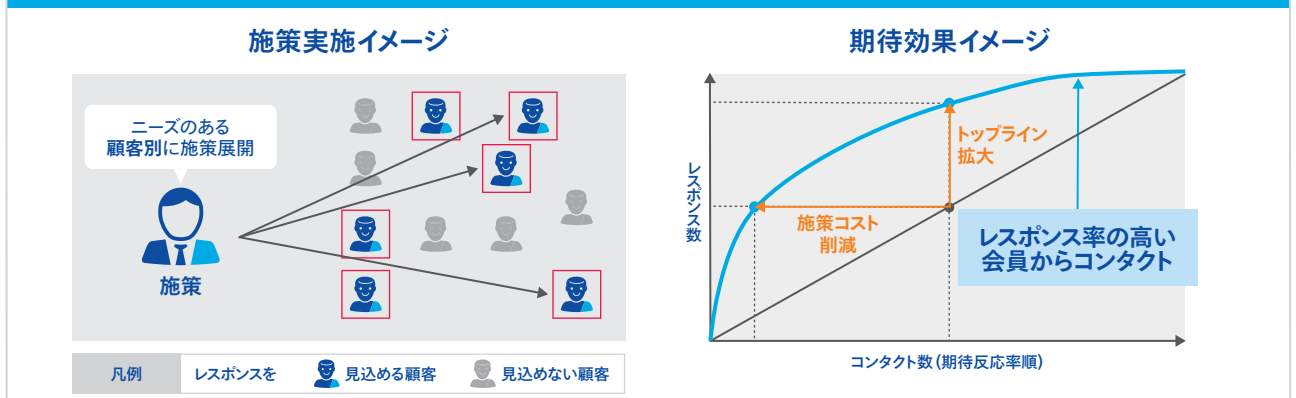 施策実施イメージ
ニーズのある
顧客別に施策展開
施策
凡例
レスポンスを
見込める顧客
見込めない顧客
期待効果イメージ
レスポンス数
トップライン
拡大
施策コスト
削減
レスポンス率の高い
会員からコンタクト
コンタクト数(期待反応率順)